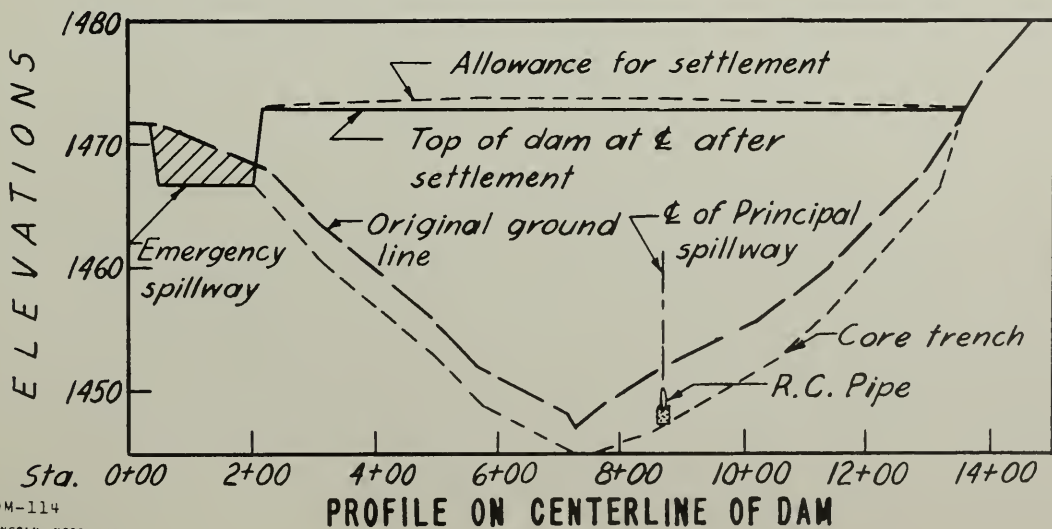 1480
1470
1460
1450
ELEVATIONS
Allowance for settlement
Top of dam at ℄ after
settlement
Original ground
line
℄ of Principal
spillway
Emergency
spillway
Core trench
R.C. Pipe
Sta. 0+00 2+00 4+00 6+00 8+00 10+00 12+00 14+00
M-114
PROFILE ON CENTERLINE OF DAM